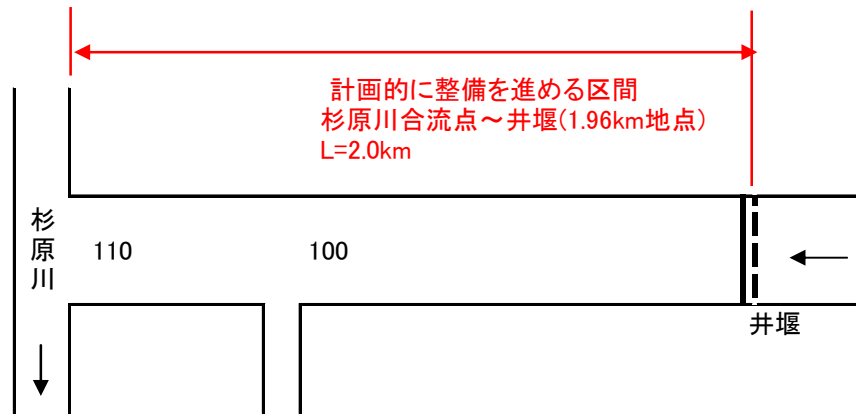 計画的に整備を進める区間
杉原川合流点～井堰(1.96km地点)
L=2.0km
杉原川
110
100
井堰